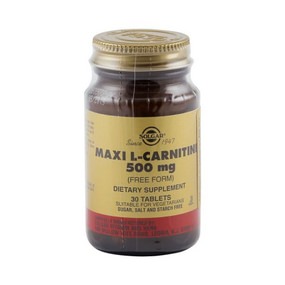 SOLGAR
Since 1947
MAXI L-CARNITINE
500 mg
(FREE FORM)
DIETARY SUPPLEMENT
30 TABLETS
SUITABLE FOR VEGETARIANS
SUGAR, SALT AND STARCH FREE